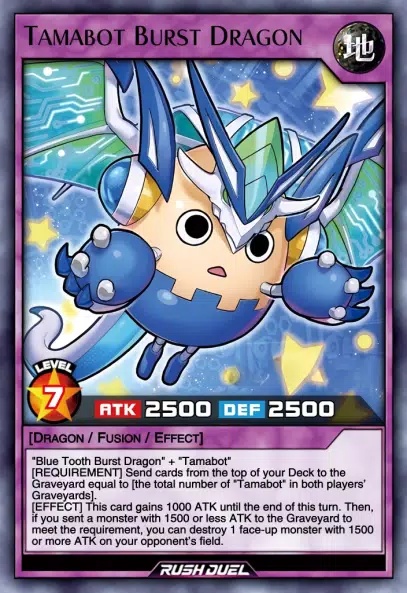 TAMABOT BURST DRAGON
地
LEVEL
7
ATK 2500 DEF 2500
[DRAGON / FUSION / EFFECT]
"Blue Tooth Burst Dragon" + "Tamabot"
[REQUIREMENT] Send cards from the top of your Deck to the
Graveyard equal to [the total number of "Tamabot" in both players'
Graveyards].
[EFFECT] This card gains 1000 ATK until the end of this turn. Then,
if you sent a monster with 1500 or less ATK to the Graveyard to
meet the requirement, you can destroy 1 face-up monster with 1500
or more ATK on your opponent's field.
RUSH DUEL